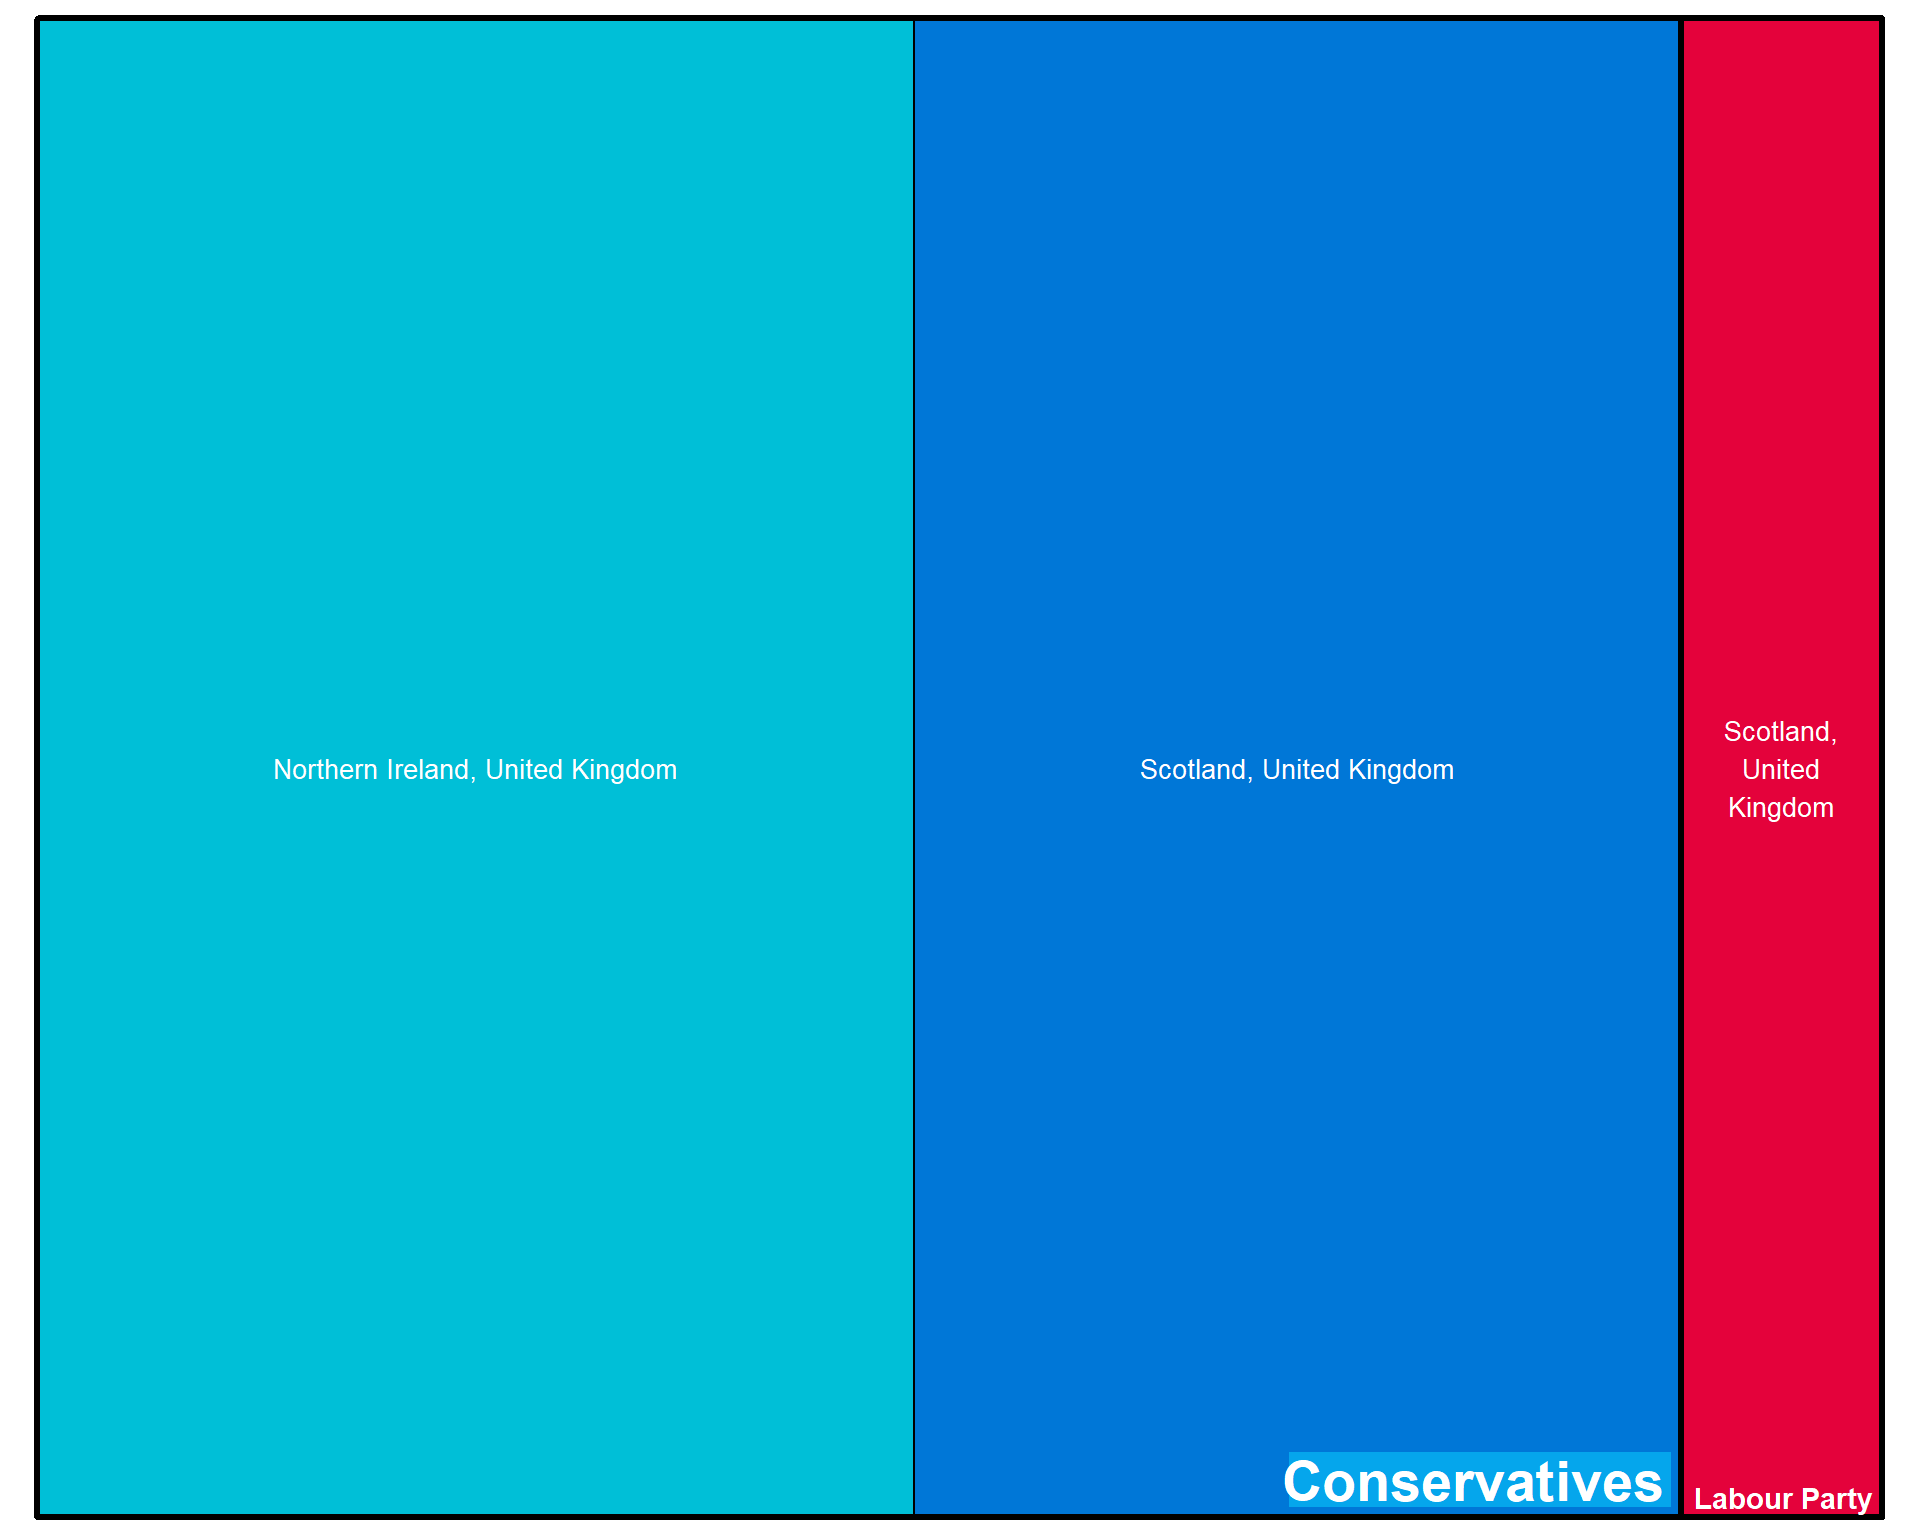 Northern Ireland, United Kingdom
Scotland, United Kingdom
Scotland,
United
Kingdom
Conservatives
Labour Party